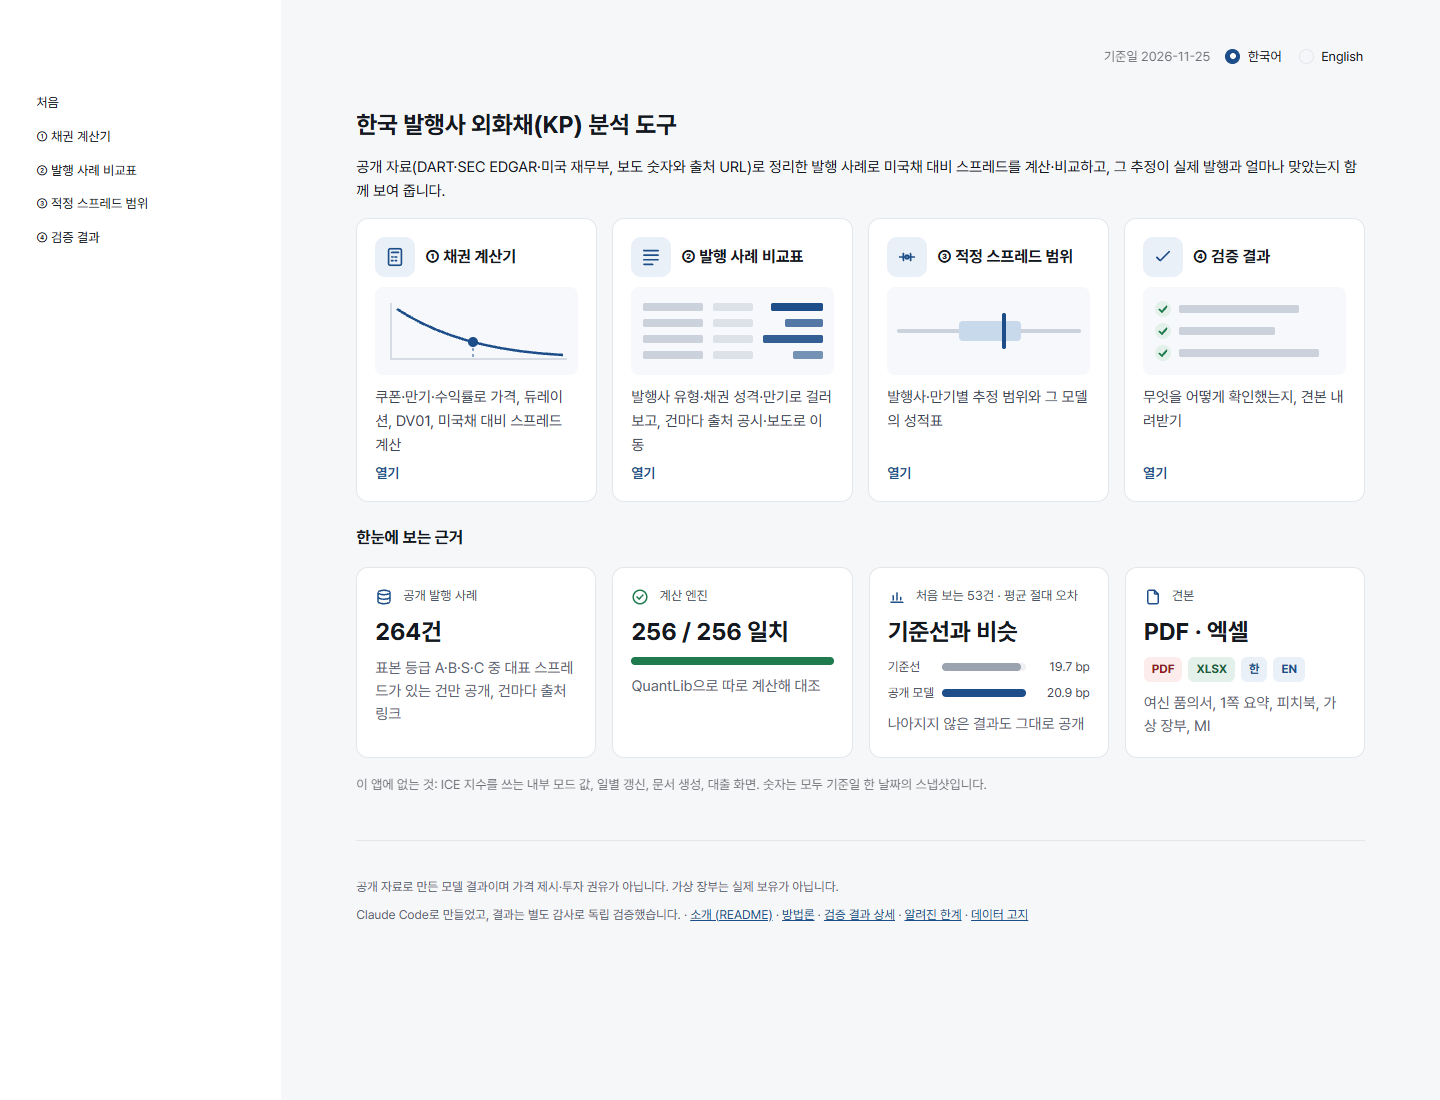 기준일 2026-11-25 한국어 English
처음
① 채권 계산기
② 발행 사례 비교표
③ 적정 스프레드 범위
④ 검증 결과
한국 발행사 외화채(KP) 분석 도구
공개 자료(DART·SEC EDGAR·미국 재무부, 보도 숫자와 출처 URL)로 정리한 발행 사례로 미국채 대비 스프레드를 계산·비교하고, 그 추정이 실제 발행과 얼마나 맞았는지 함
께 보여 줍니다.
① 채권 계산기
쿠폰·만기·수익률로 가격, 듀레이
션, DV01, 미국채 대비 스프레드
계산
열기
② 발행 사례 비교표
발행사 유형·채권 성격·만기로 걸러
보고, 건마다 출처 공시·보도로 이
동
열기
③ 적정 스프레드 범위
발행사·만기별 추정 범위와 그 모델
의 성적표
열기
④ 검증 결과
무엇을 어떻게 확인했는지, 견본 내
려받기
열기
한눈에 보는 근거
공개 발행 사례
264건
표본 등급 A·B·S·C 중 대표 스프레
드가 있는 건만 공개, 건마다 출처
링크
계산 엔진
256 / 256 일치
QuantLib으로 따로 계산해 대조
처음 보는 53건 · 평균 절대 오차
기준선과 비슷
기준선 19.7 bp
공개 모델 20.9 bp
나아지지 않은 결과도 그대로 공개
견본
PDF · 엑셀
PDF XLSX 한 EN
여신 품의서, 1쪽 요약, 피치북, 가
상 장부, MI
이 앱에 없는 것: ICE 지수를 쓰는 내부 모드 값, 일별 갱신, 문서 생성, 대출 화면. 숫자는 모두 기준일 한 날짜의 스냅샷입니다.
공개 자료로 만든 모델 결과이며 가격 제시·투자 권유가 아닙니다. 가상 장부는 실제 보유가 아닙니다.
Claude Code로 만들었고, 결과는 별도 감사로 독립 검증했습니다. · 소개 (README) · 방법론 · 검증 결과 상세 · 알려진 한계 · 데이터 고지